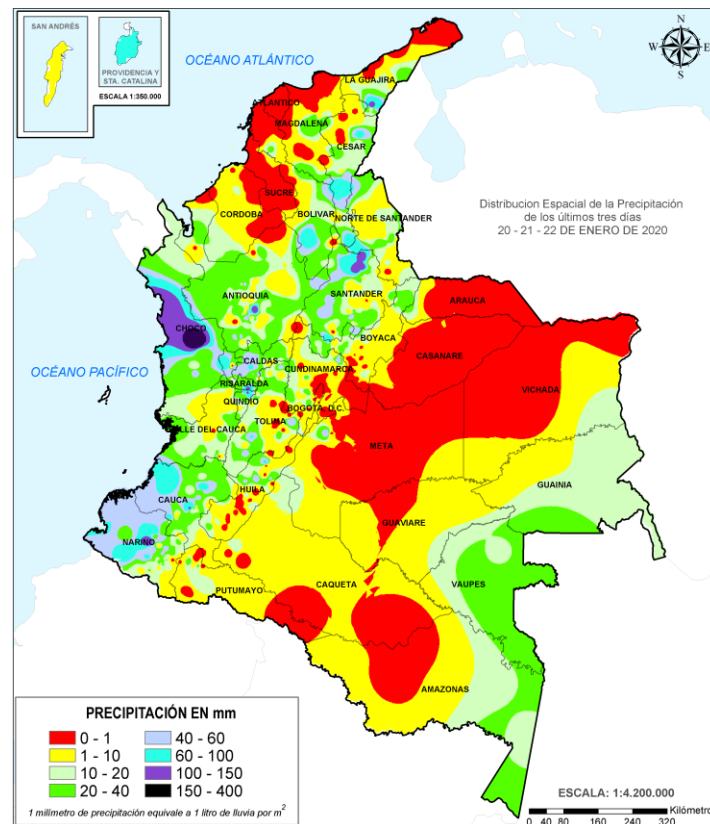 SAN ANDRÉS
PROVIDENCIA Y
STA. CATALINA
ESCALA 1:350.000
OCÉANO ATLÁNTICO
N
W E
S
LA GUAJIRA
ATLANTICO
MAGDALENA
CESAR
SUCRE
CORDOBA
BOLIVAR
NORTE DE SANTANDER
Distribucion Espacial de la Precipitación
de los últimos tres días
20 - 21 - 22 DE ENERO DE 2020
ANTIOQUIA
SANTANDER
ARAUCA
CHOCO
BOYACA
CASANARE
OCÉANO PACÍFICO
CALDAS
CUNDINAMARCA
RISARALDA
VICHADA
QUINDIO
BOGOTÁ, D.C.
TOLIMA
VALLE DEL CAUCA
META
GUAINIA
HUILA
CAUCA
GUAVIARE
NARIÑO
CAQUETA
VAUPES
PUTUMAYO
AMAZONAS
PRECIPITACIÓN EN mm
0 - 1 40 - 60
1 - 10 60 - 100
10 - 20 100 - 150
20 - 40 150 - 400
1 milímetro de precipitación equivale a 1 litro de lluvia por m²
ESCALA: 1:4.200.000
Kilómetro
0 40 80 160 240 320